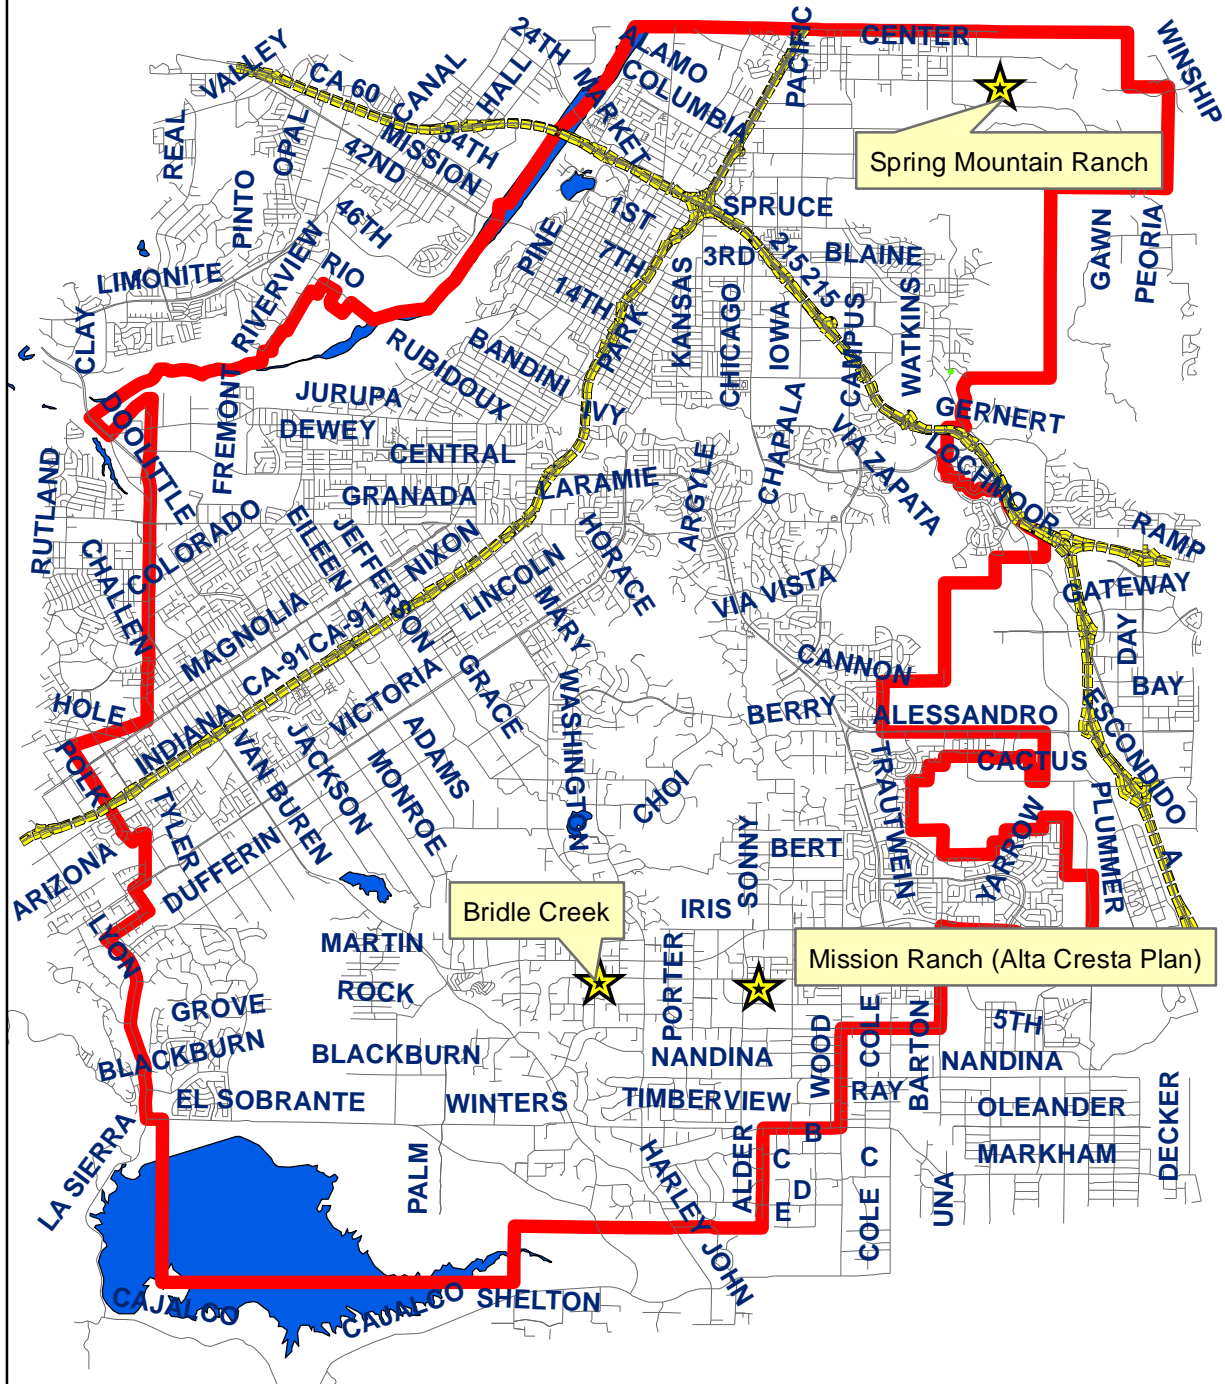 24TH
ALAMO
PACIFIC
CENTER
WINSHIP
VALLEY
CA-60
CANAL
HALL
MARKET
COLUMBIA
REAL
OPAL
34TH
MISSION
42ND
Spring Mountain Ranch
PINTO
46TH
1ST
SPRUCE
GAWN
PEORIA
LIMONITE
RIVERVIEW
RIO
PINE
7TH
3RD
215
215
BLAINE
14TH
KANSAS
CHICAGO
IOWA
CAMPUS
WATKINS
CLAY
RUBIDOUX
BANDINI
PARK
JURUPA
DOOLITTLE
FREMONT
DEWEY
IVY
CHAPALA
GERNERT
CENTRAL
VIA ZAPATA
LOCHMOOR
RUTLAND
GRANADA
LARAMIE
ARGYLE
COLORADO
EILEEN
JEFFERSON
NIXON
HORACE
RAMP
CHALLEN
LINCOLN
MARY
VIA VISTA
GATEWAY
MAGNOLIA
CA-91
CA-91
DAY
VICTORIA
GRACE
WASHINGTON
CANNON
BAY
HOLE
INDIANA
BERRY
ALESSANDRO
ESCONDIDO
POLK
VAN BUREN
JACKSON
MONROE
ADAMS
CHOI
TRAUTWEIN
CACTUS
PLUMMER
TYLER
YARROW
SONNY
BERT
A
ARIZONA
DUFFERIN
Bridle Creek
IRIS
LYON
MARTIN
PORTER
Mission Ranch (Alta Cresta Plan)
ROCK
GROVE
WOOD
COLE
BARTON
5TH
BLACKBURN
BLACKBURN
NANDINA
NANDINA
EL SOBRANTE
WINTERS
TIMBERVIEW
RAY
OLEANDER
DECKER
LA SIERRA
PALM
HARLEY JOHN
ALDER
B
C
C
MARKHAM
D
E
COLE
UNA
CAJALCO
CAJALCO
SHELTON